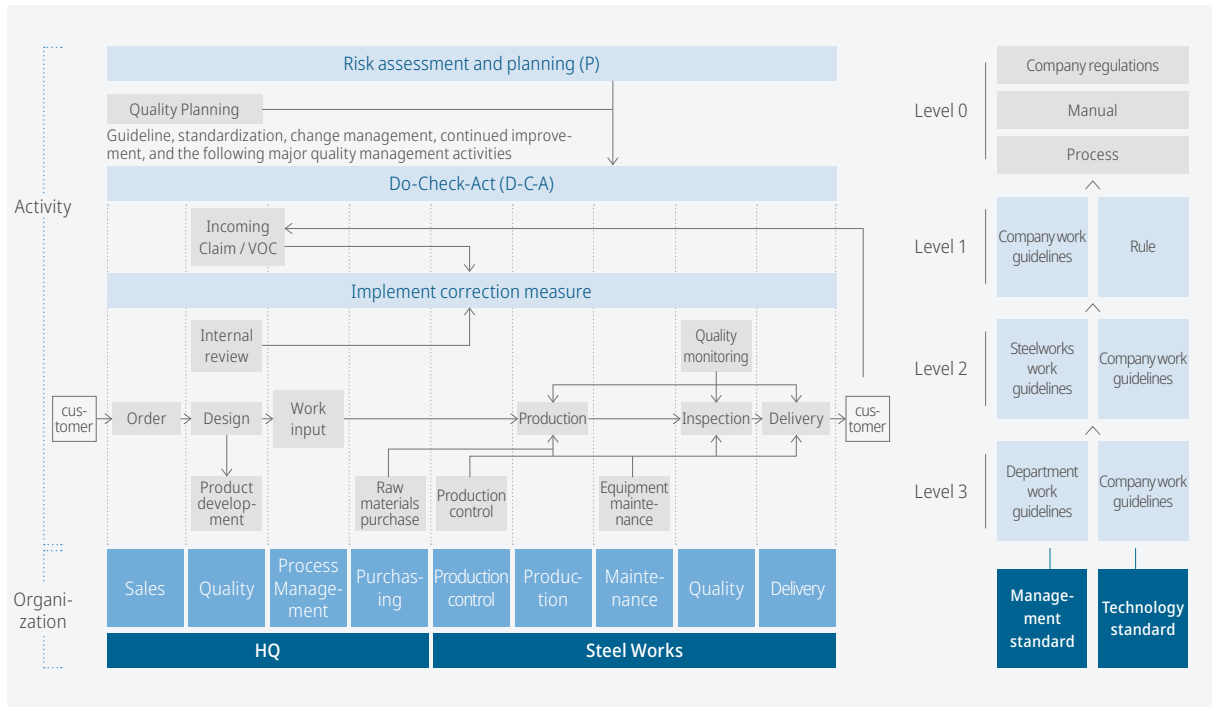 Activity
Risk assessment and planning (P)
Quality Planning
Guideline, standardization, change management, continued improve-
ment, and the following major quality management activities
Do-Check-Act (D-C-A)
Incoming
Claim / VOC
Implement correction measure
Internal
review
Quality
monitoring
cus-
tomer
Order
Design
Work
input
Production
Inspection
Delivery
cus-
tomer
Product
develop-
ment
Raw
materials
purchase
Production
control
Equipment
mainte-
nance
Organi-
zation
Sales
Quality
Process
Manage-
ment
Purchas-
ing
Production
control
Produc-
tion
Mainte-
nance
Quality
Delivery
HQ
Steel Works
Level 0
Company regulations
Manual
Process
Level 1
Company work
guidelines
Rule
Level 2
Steelworks
work
guidelines
Company work
guidelines
Level 3
Department
work
guidelines
Company work
guidelines
Manage-
ment
standard
Technology
standard